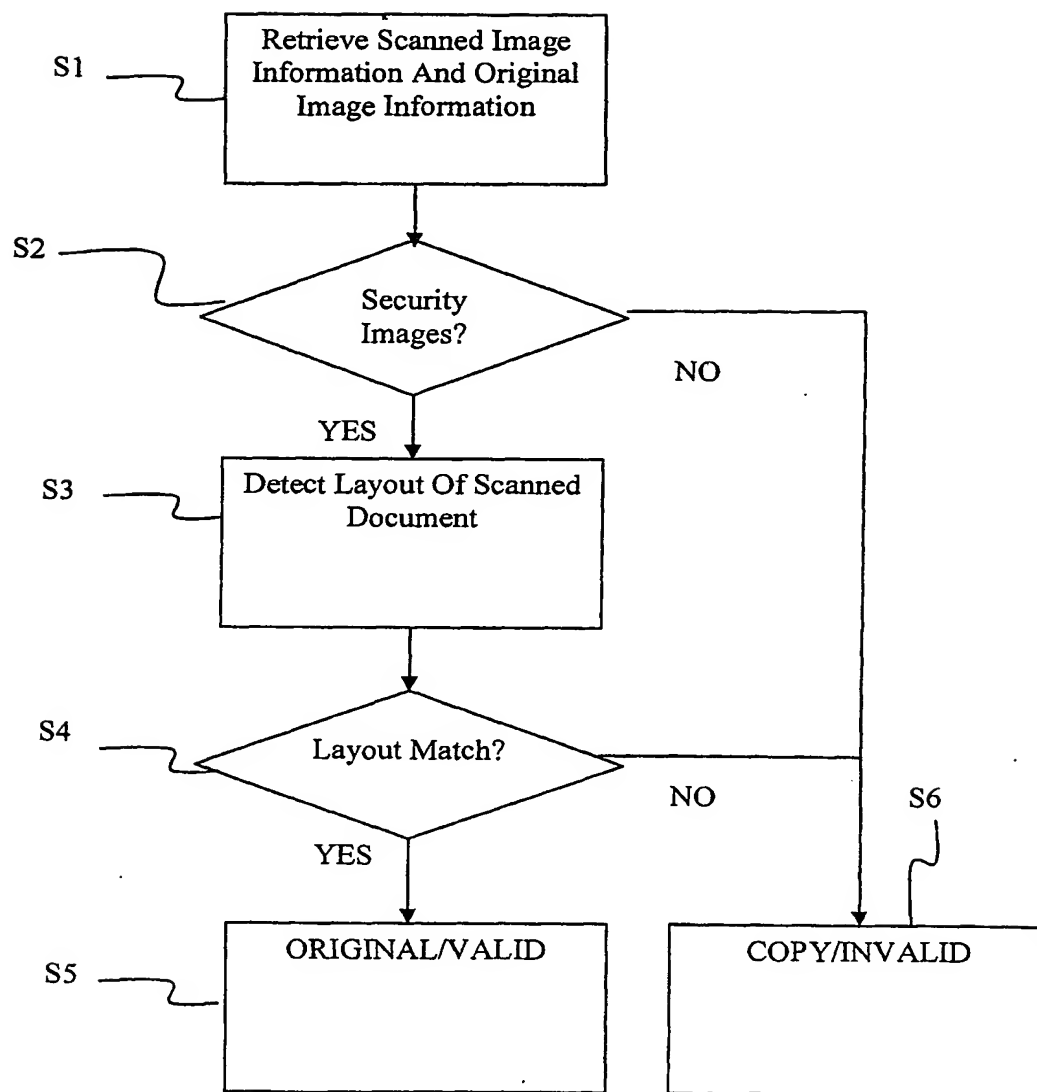 Retrieve Scanned Image
Information And Original
Image Information
S1
S2
Security
Images?
NO
YES
S3
Detect Layout Of Scanned
Document
S4
Layout Match?
NO
S6
YES
ORIGINAL/VALID
COPY/INVALID
S5